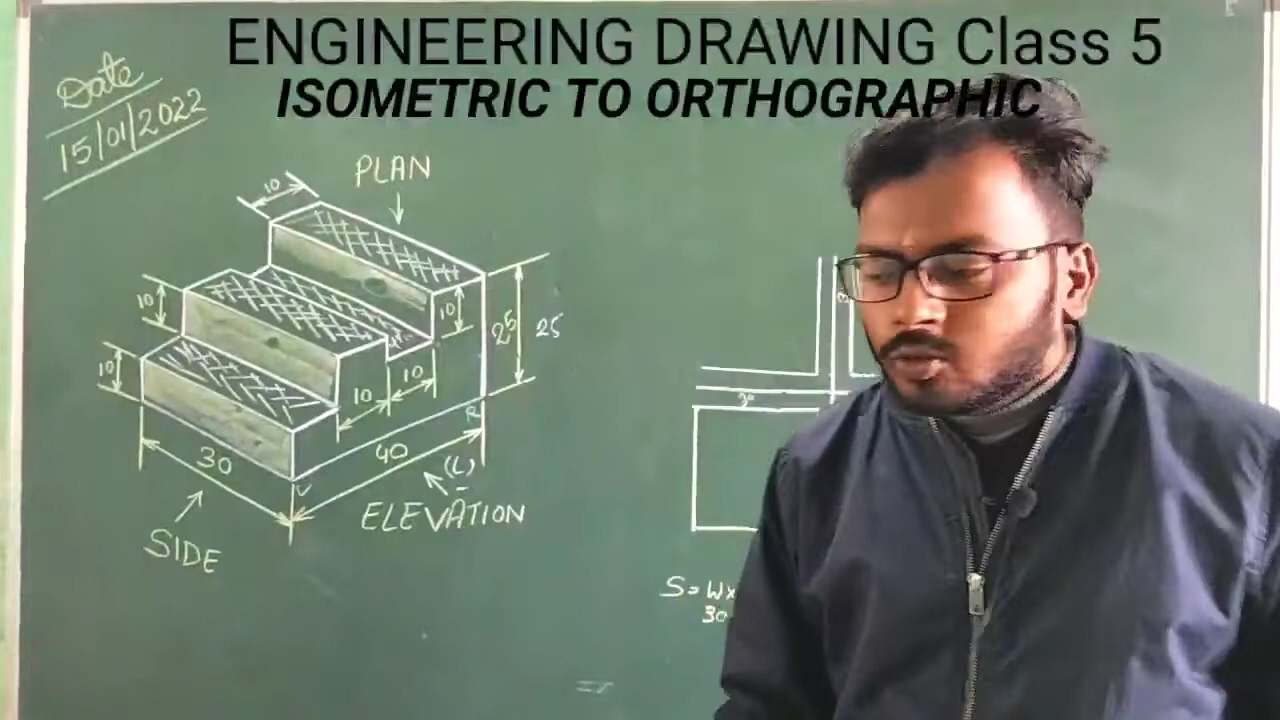 ENGINEERING DRAWING Class 5
ISOMETRIC TO ORTHOGRAPHIC
Date
15/01/2022
PLAN
10
10
10
10
10
10
25
25
30
40
R
(L)
ELEVATION
SIDE
S = W x
30